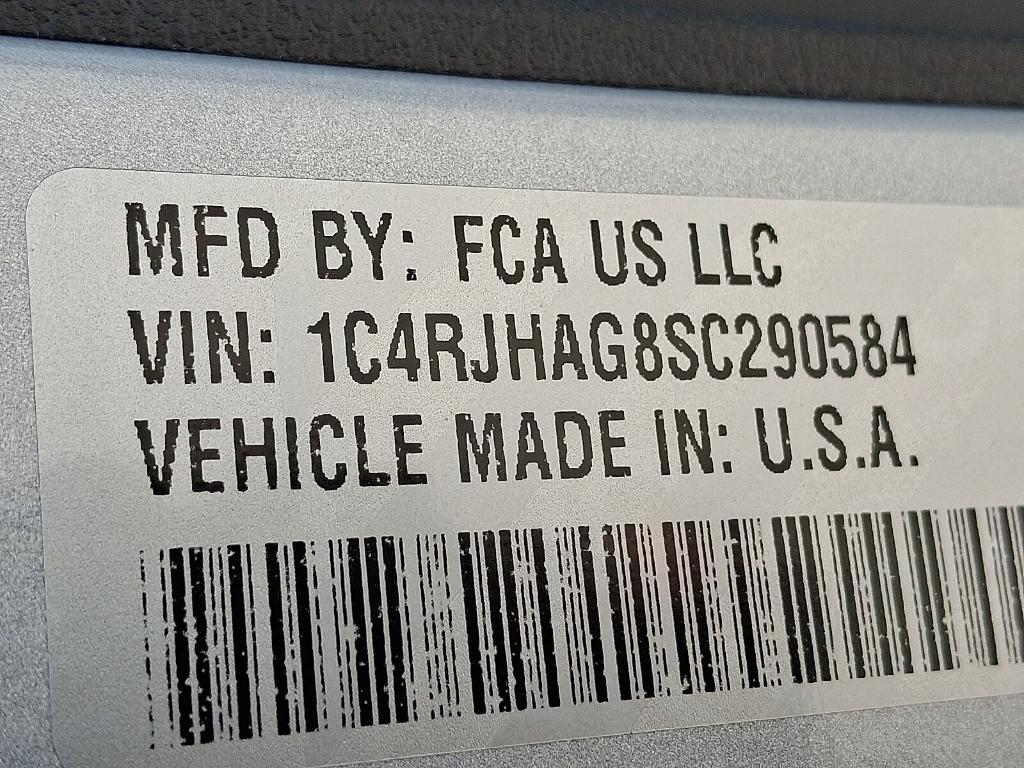 MFD BY: FCA US LLC
VIN: 1C4RJHAG8SC290584
VEHICLE MADE IN: U.S.A.